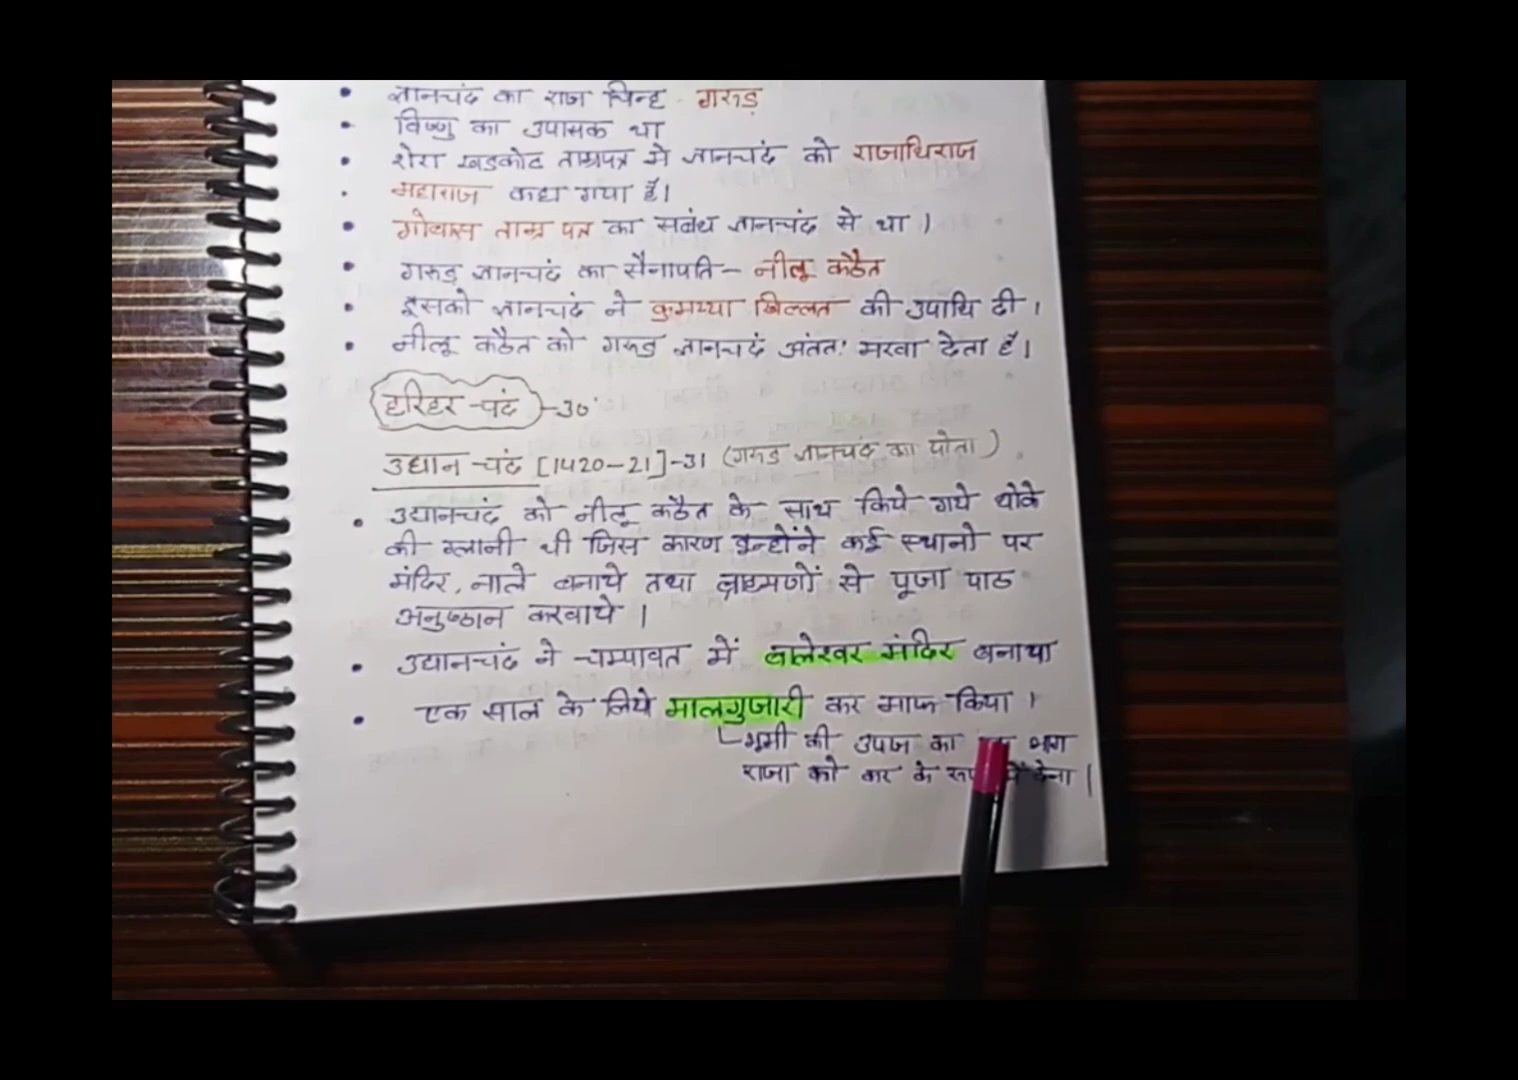 • ज्ञानचंद का राज चिन्ह - गरुड़
• विष्णु का उपासक था
• शेरा खडकोट ताम्रपत्र मे ज्ञानचंद को राजाधिराज
• महाराज कहा गया है।
• गोबासा ताम्र पत्र का सबंध ज्ञानचंद से था।
• गरुड़ ज्ञानचंद का सैनापति - नीलू कठैत
• इसको ज्ञानचंद ने कुमय्या खिल्लत की उपाधि दी।
• नीलू कठैत को गरुड ज्ञानचंद अंततः मरवा देता है।
हरिहर चंद -30
उद्यान चंद [1420-21]-31 (गरुड ज्ञानचंद का पोता)
• उद्यानचंद को नीलू कठैत के साथ किये गये धोके
की ग्लानी थी जिस कारण इन्होंने कई स्थानो पर
मंदिर, नाले बनाये तथा ब्राह्मणों से पूजा पाठ
अनुष्ठान करवाये।
• उद्यानचंद ने चम्पावत में बालेश्वर मंदिर बनाया
• एक साल के लिये मालगुजारी कर माफ किया।
भूमी की उपज का भाग
राजा को कर के रूप में देना।